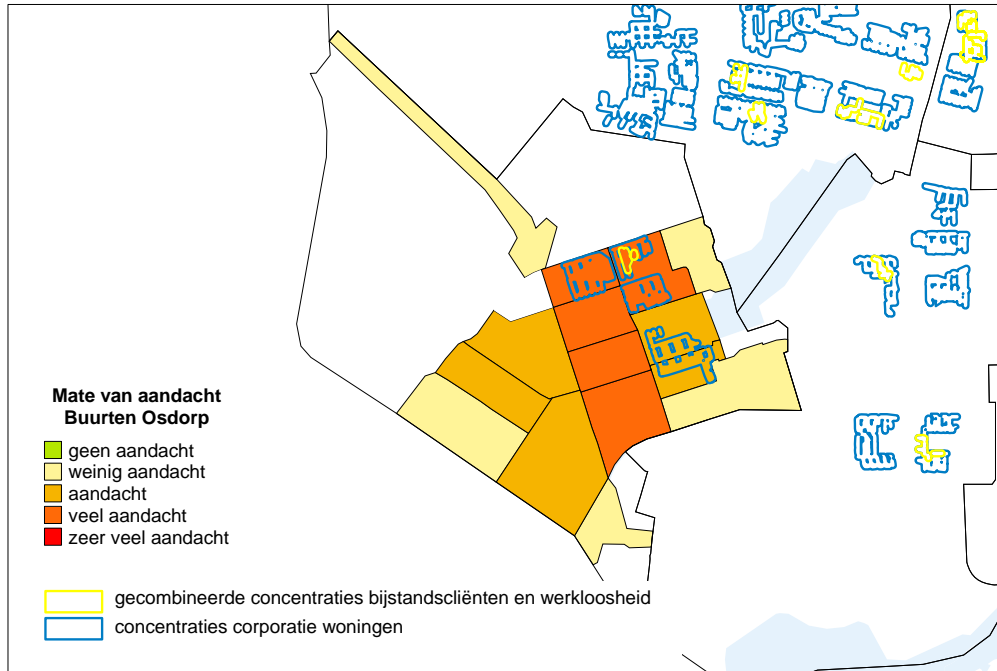 Mate van aandacht
Buurten Osdorp
geen aandacht
weinig aandacht
aandacht
veel aandacht
zeer veel aandacht
gecombineerde concentraties bijstandscliënten en werkloosheid
concentraties corporatie woningen